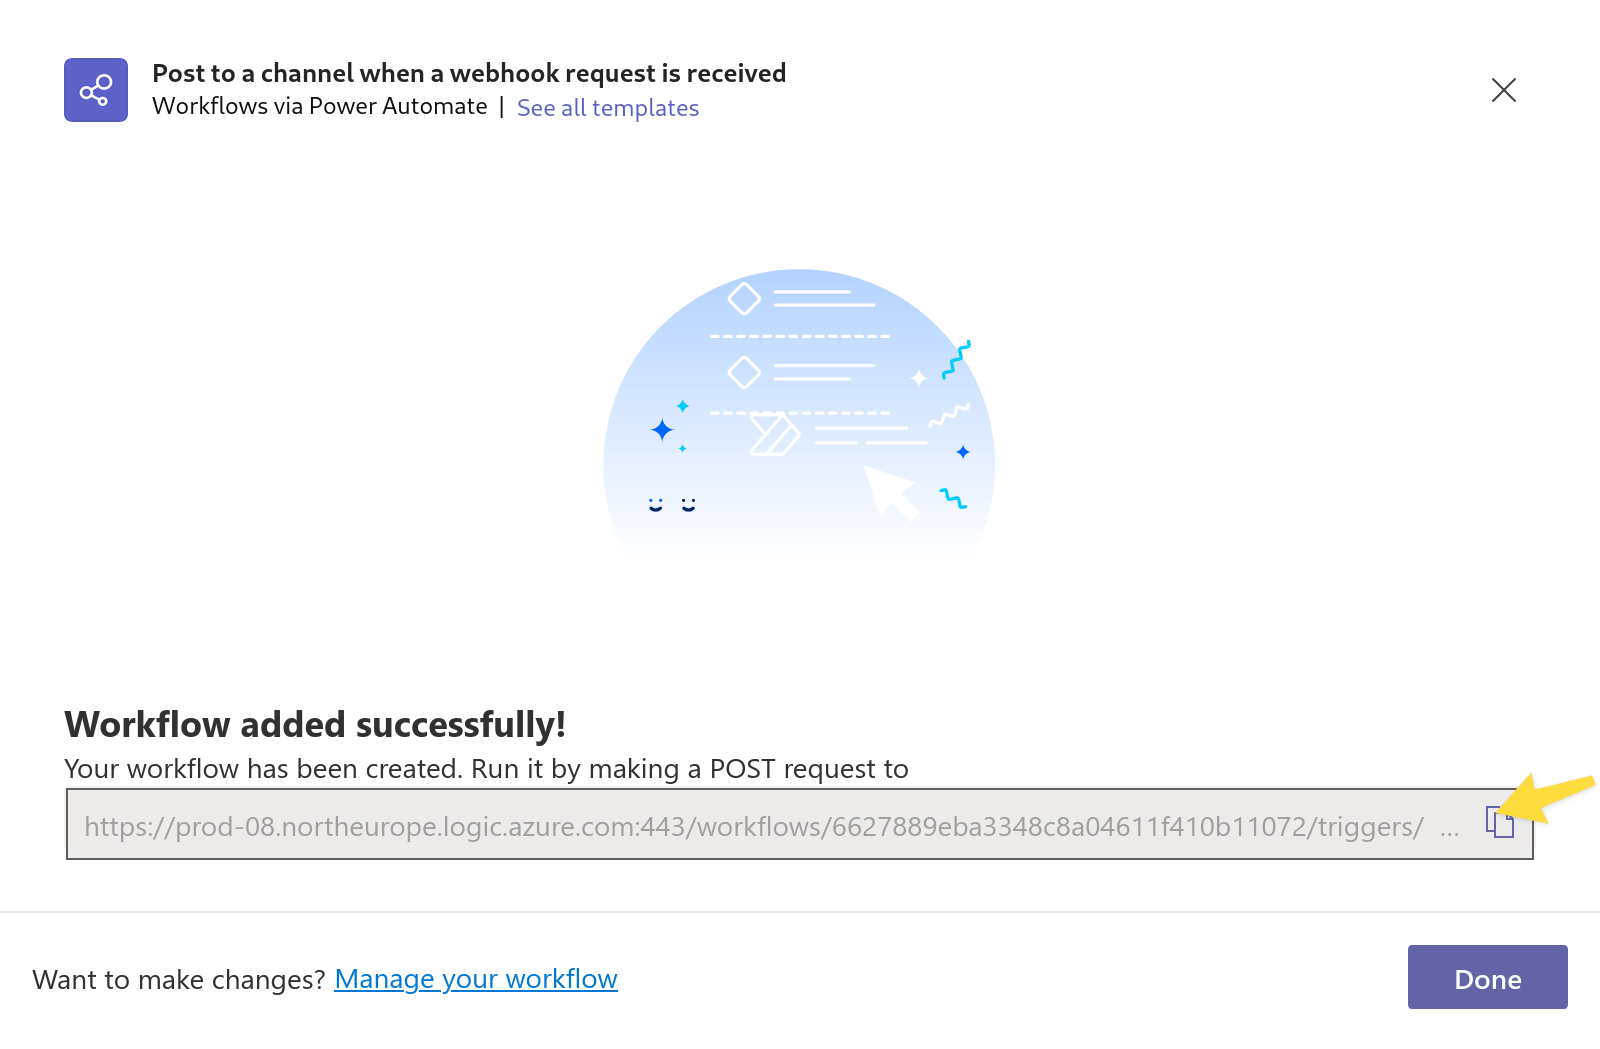 Post to a channel when a webhook request is received
Workflows via Power Automate | See all templates
Workflow added successfully!
Your workflow has been created. Run it by making a POST request to
https://prod-08.northeurope.logic.azure.com:443/workflows/6627889eba3348c8a04611f410b11072/triggers/ ...
Want to make changes? Manage your workflow
Done